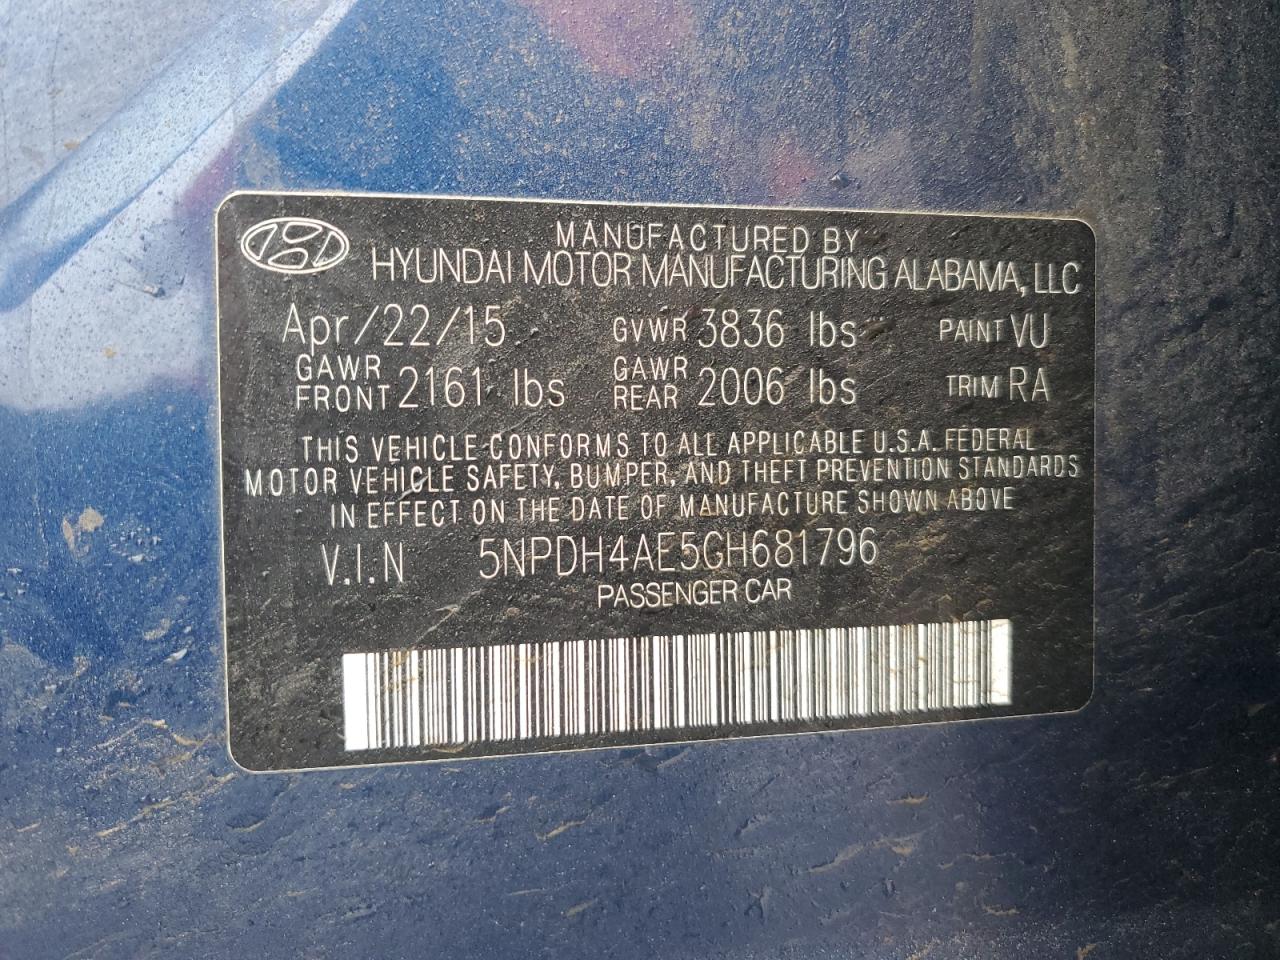 MANUFACTURED BY
HYUNDAI MOTOR MANUFACTURING ALABAMA, LLC
Apr/22/15 GVWR 3836 lbs PAINT VU
GAWR FRONT 2161 lbs GAWR REAR 2006 lbs TRIM RA
THIS VEHICLE CONFORMS TO ALL APPLICABLE U.S.A. FEDERAL
MOTOR VEHICLE SAFETY, BUMPER, AND THEFT PREVENTION STANDARDS
IN EFFECT ON THE DATE OF MANUFACTURE SHOWN ABOVE
V.I.N 5NPDH4AE5GH681796
PASSENGER CAR